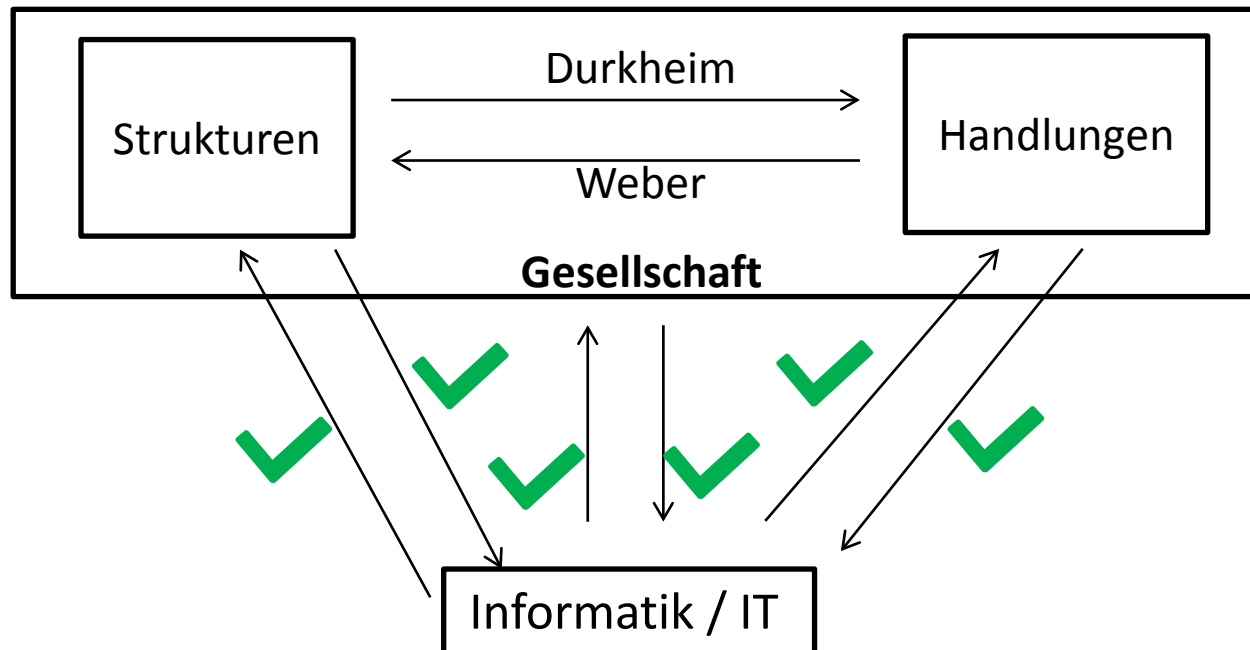 Durkheim
Strukturen
Handlungen
Weber
Gesellschaft
Informatik / IT